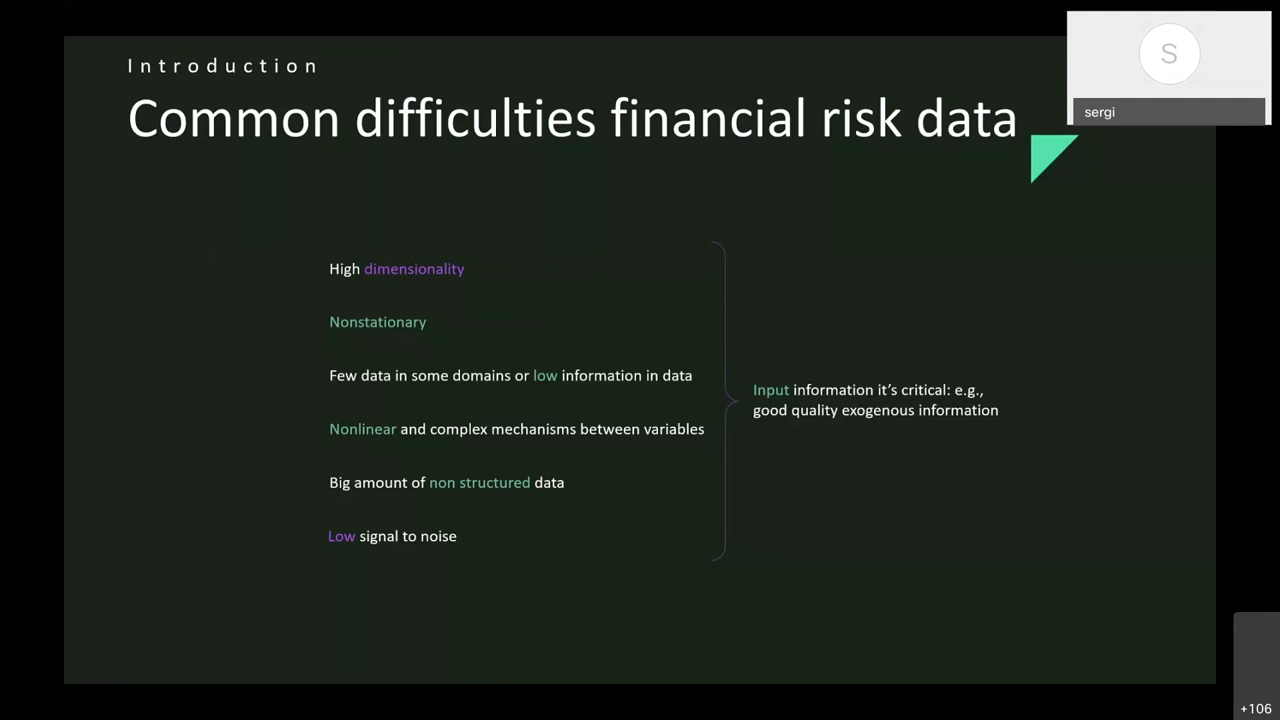 Introduction
Common difficulties financial risk data
S
sergi
High dimensionality
Nonstationary
Few data in some domains or low information in data
Nonlinear and complex mechanisms between variables
Big amount of non structured data
Low signal to noise
Input information it’s critical: e.g.,
good quality exogenous information
+106